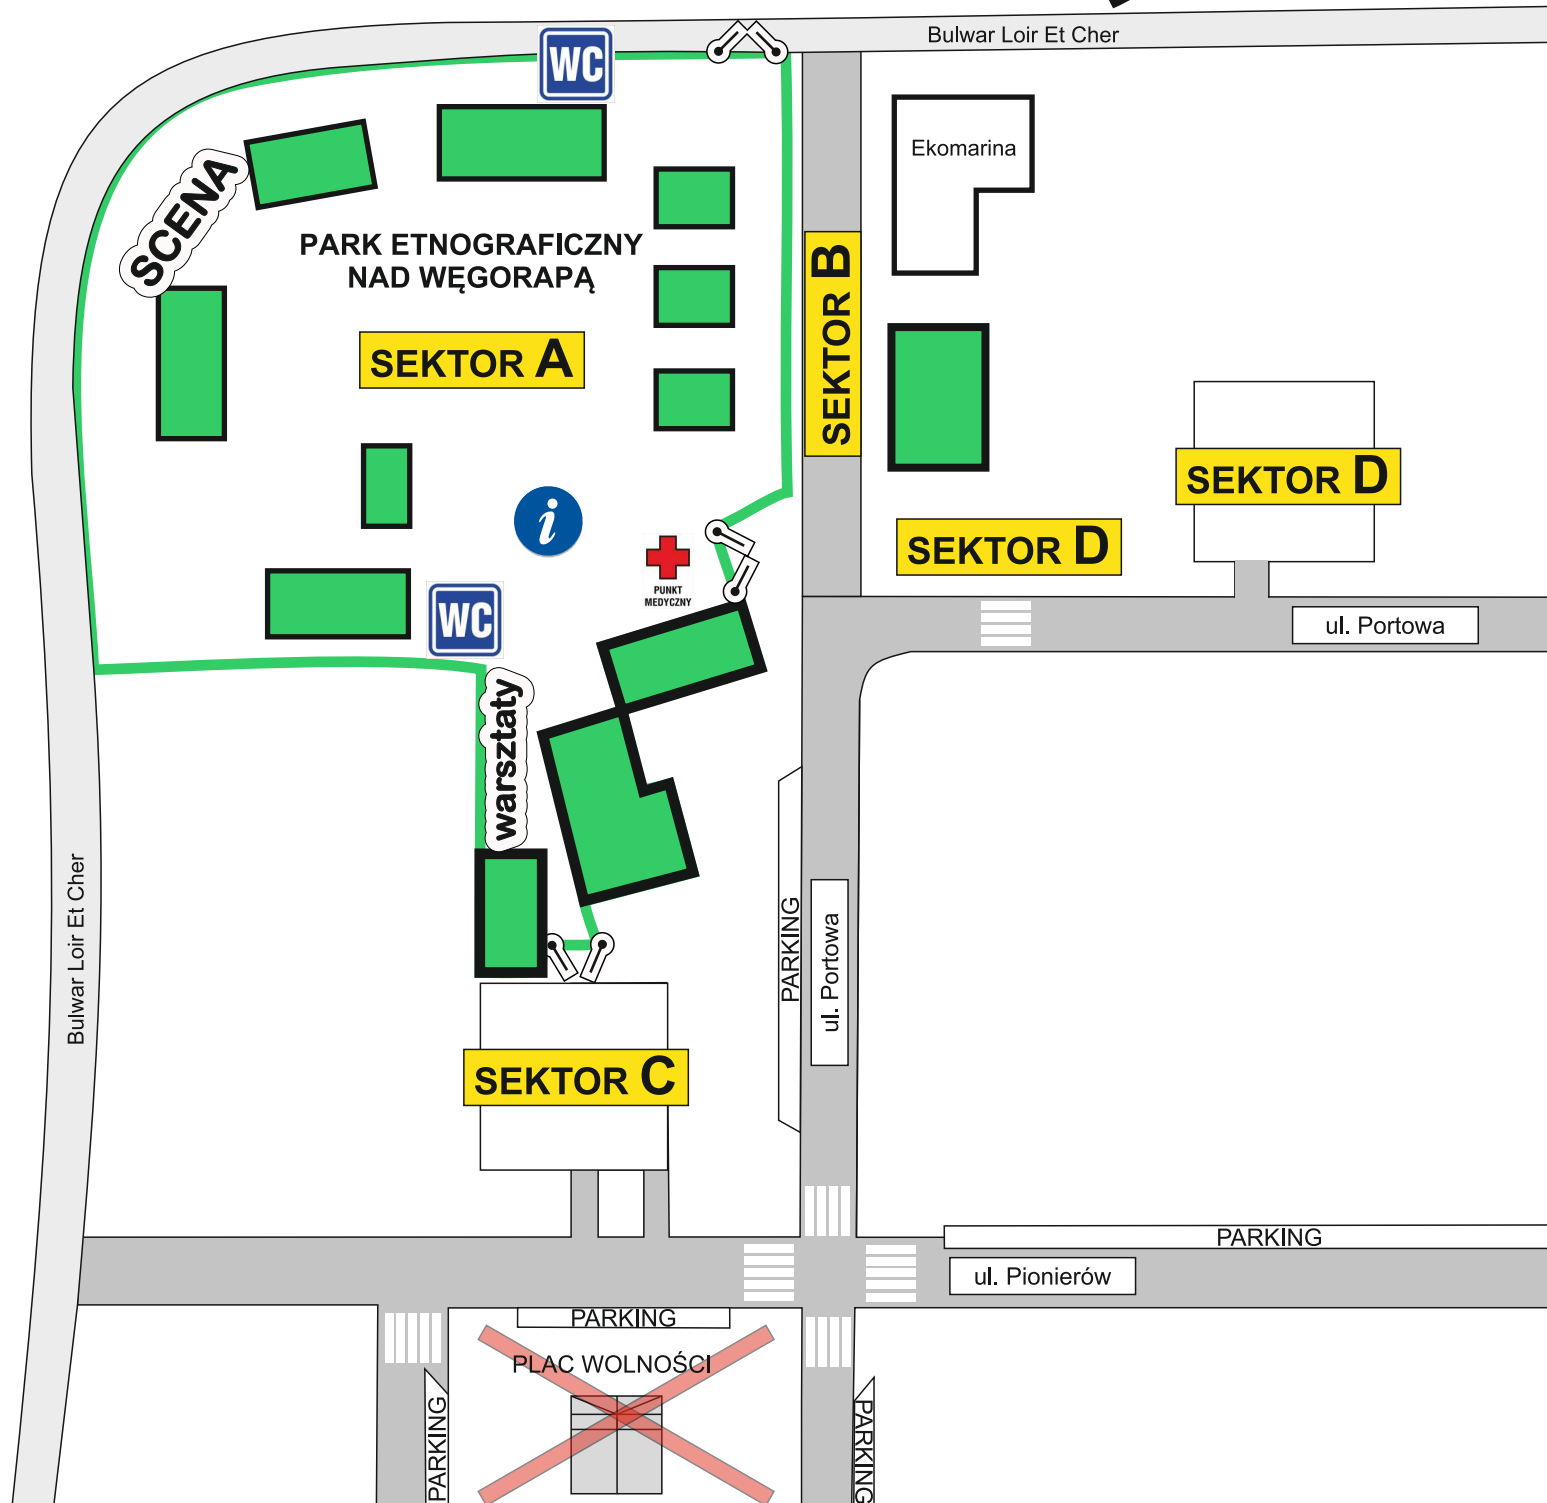 Bulwar Loir Et Cher
WC
Ekomarina
SCENA
PARK ETNOGRAFICZNY
NAD WĘGORAPĄ
SEKTOR B
SEKTOR A
SEKTOR D
SEKTOR D
i
PUNKT
MEDYCZNY
WC
ul. Portowa
warsztaty
Bulwar Loir Et Cher
PARKING
ul. Portowa
SEKTOR C
PARKING
ul. Pionierów
PARKING
PLAC WOLNOŚCI
PARKING
PARKING